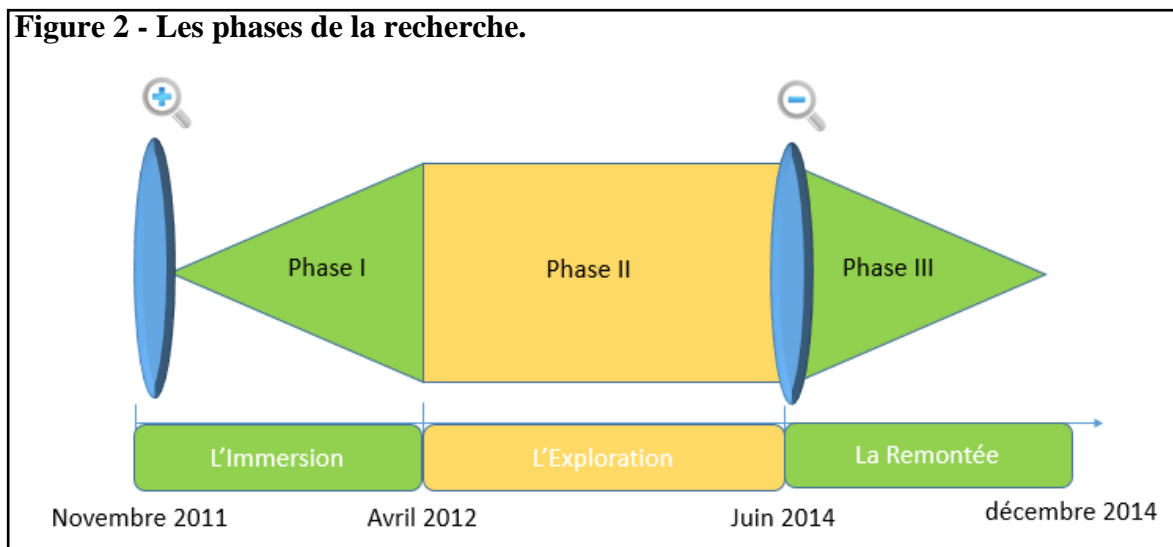 Figure 2 - Les phases de la recherche.
Phase I
Phase II
Phase III
L'Immersion
L'Exploration
La Remontée
Novembre 2011
Avril 2012
Juin 2014
décembre 2014